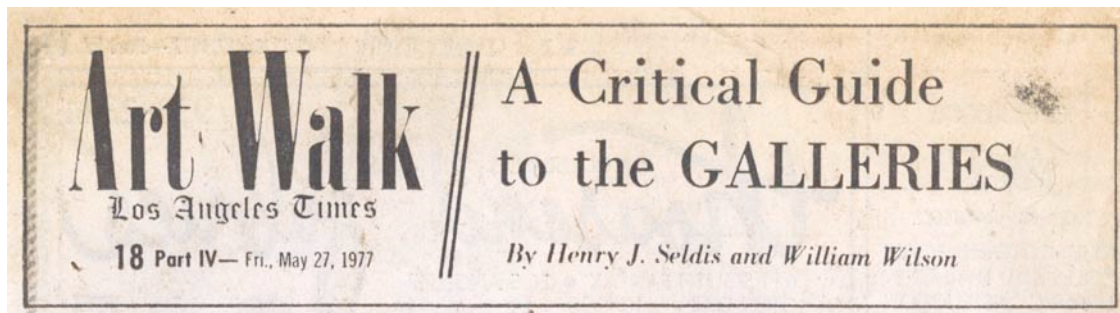 Art Walk
Los Angeles Times
18 Part IV— Fri., May 27, 1977
A Critical Guide
to the GALLERIES
By Henry J. Seldis and William Wilson